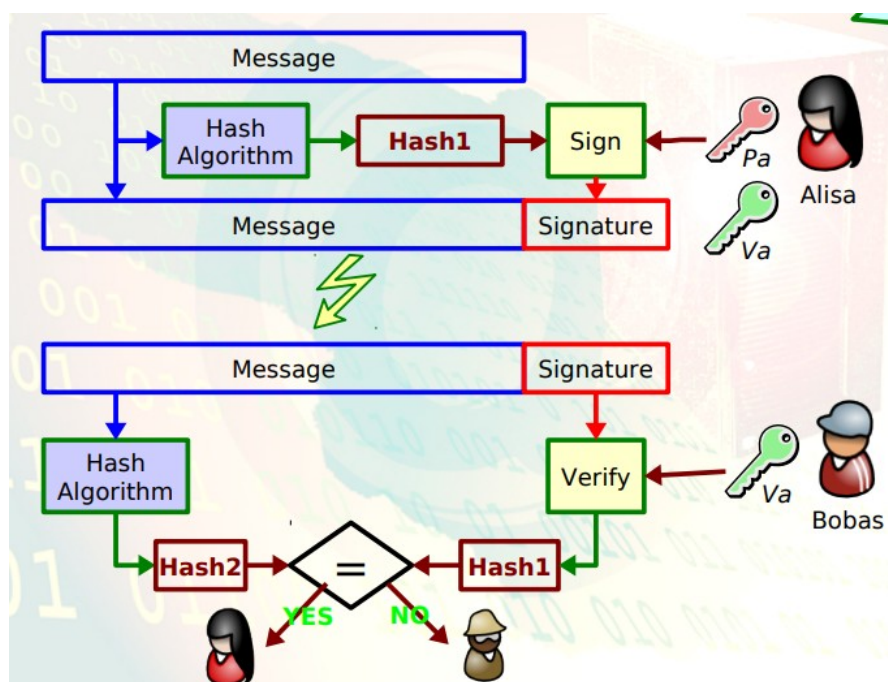 Message
Hash
Algorithm
Hash1
Sign
Pa
Alisa
Message
Signature
Va
Message
Signature
Hash
Algorithm
Verify
Va
Bobas
Hash2
=
Hash1
YES
NO